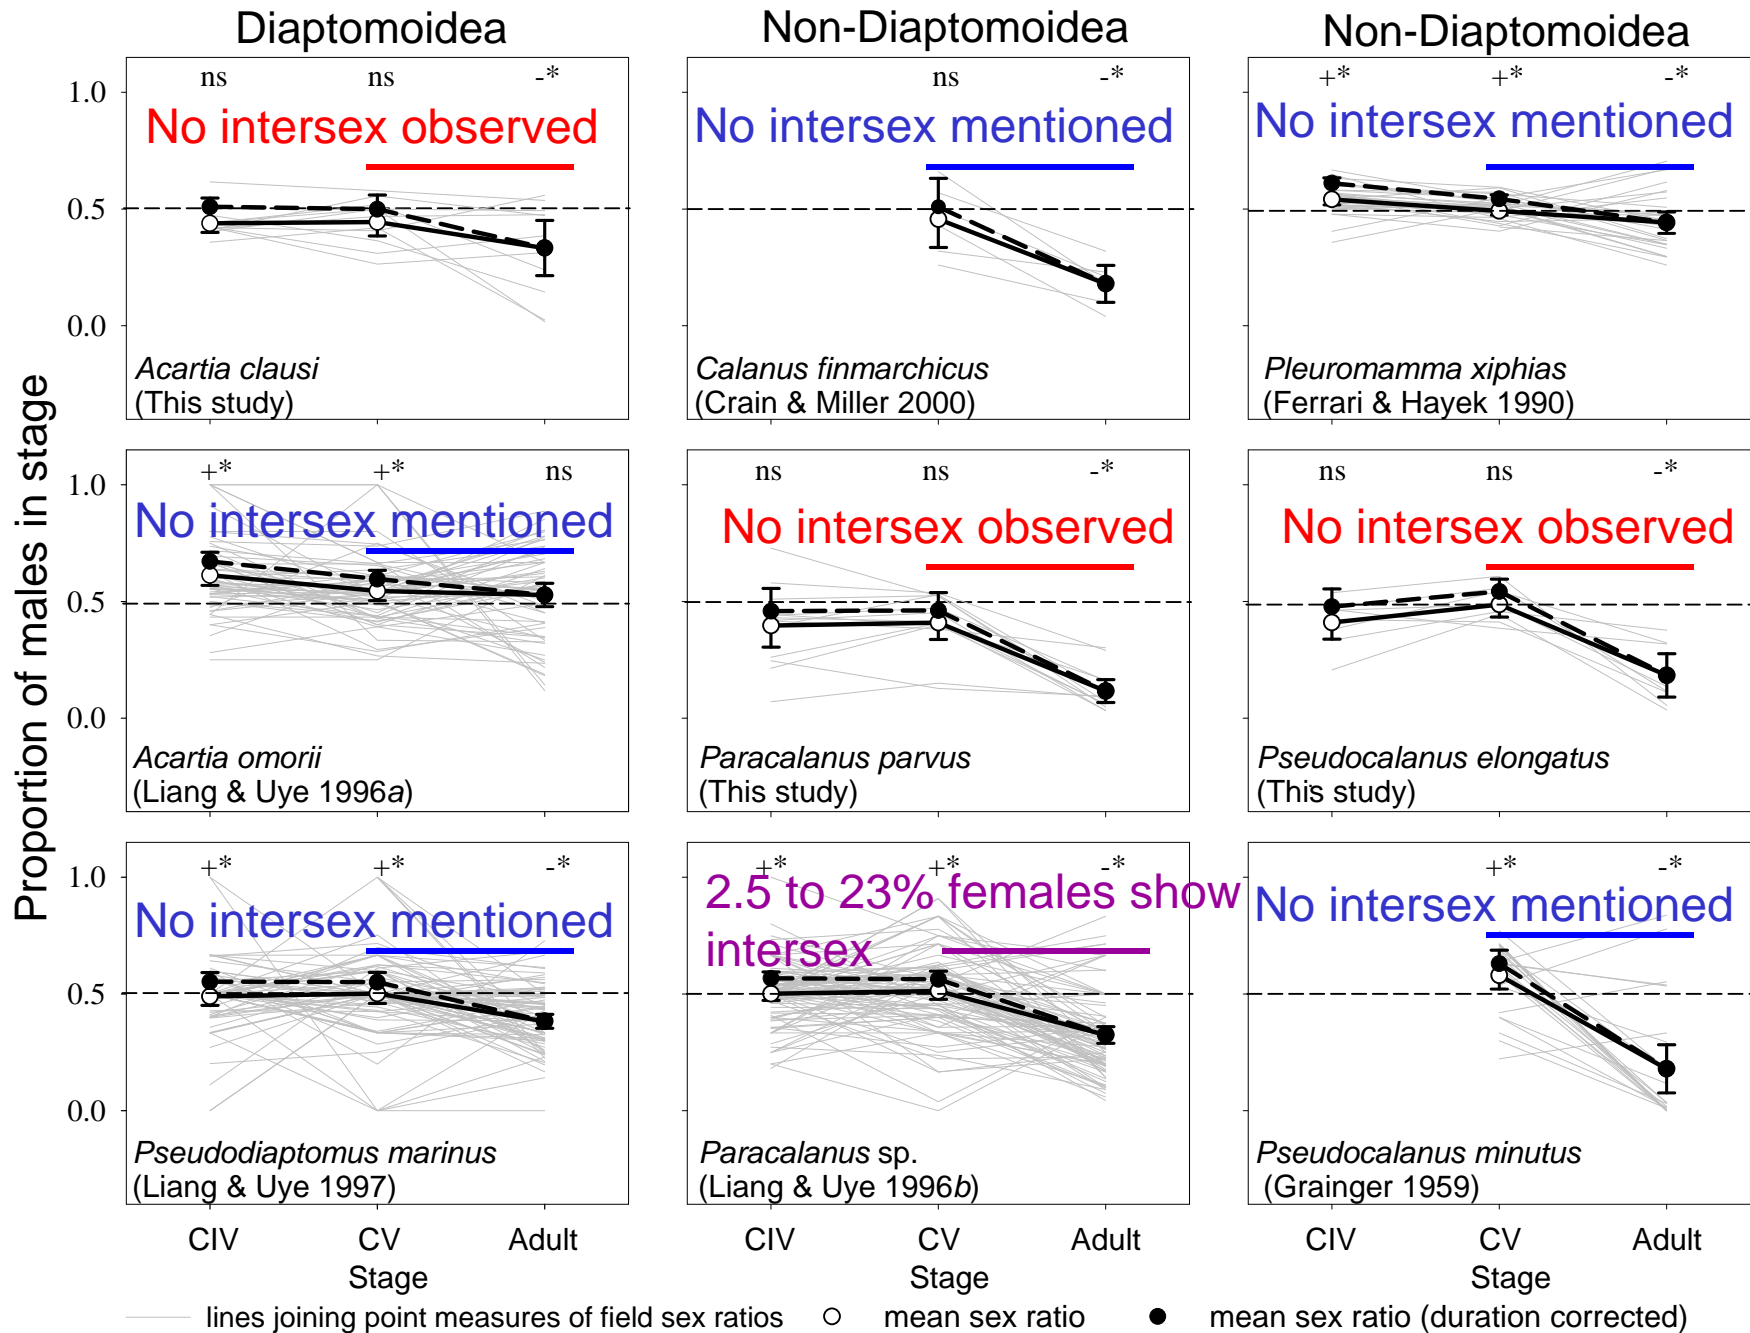 Diaptomoidea
Non-Diaptomoidea
Non-Diaptomoidea
Proportion of males in stage
1.0
0.5
0.0
ns ns -*
No intersex observed
Acartia clausi
(This study)
ns -*
No intersex mentioned
Calanus finmarchicus
(Crain & Miller 2000)
+* +* -*
No intersex mentioned
Pleuromamma xiphias
(Ferrari & Hayek 1990)
1.0
0.5
0.0
+* +* ns
No intersex mentioned
Acartia omorii
(Liang & Uye 1996a)
ns ns -*
No intersex observed
Paracalanus parvus
(This study)
ns ns -*
No intersex observed
Pseudocalanus elongatus
(This study)
1.0
0.5
0.0
+* +* -*
No intersex mentioned
Pseudodiaptomus marinus
(Liang & Uye 1997)
+* +* -*
2.5 to 23% females show
intersex
Paracalanus sp.
(Liang & Uye 1996b)
+* -*
No intersex mentioned
Pseudocalanus minutus
(Grainger 1959)
CIV CV Adult
Stage
CIV CV Adult
Stage
CIV CV Adult
Stage
lines joining point measures of field sex ratios
mean sex ratio
mean sex ratio (duration corrected)